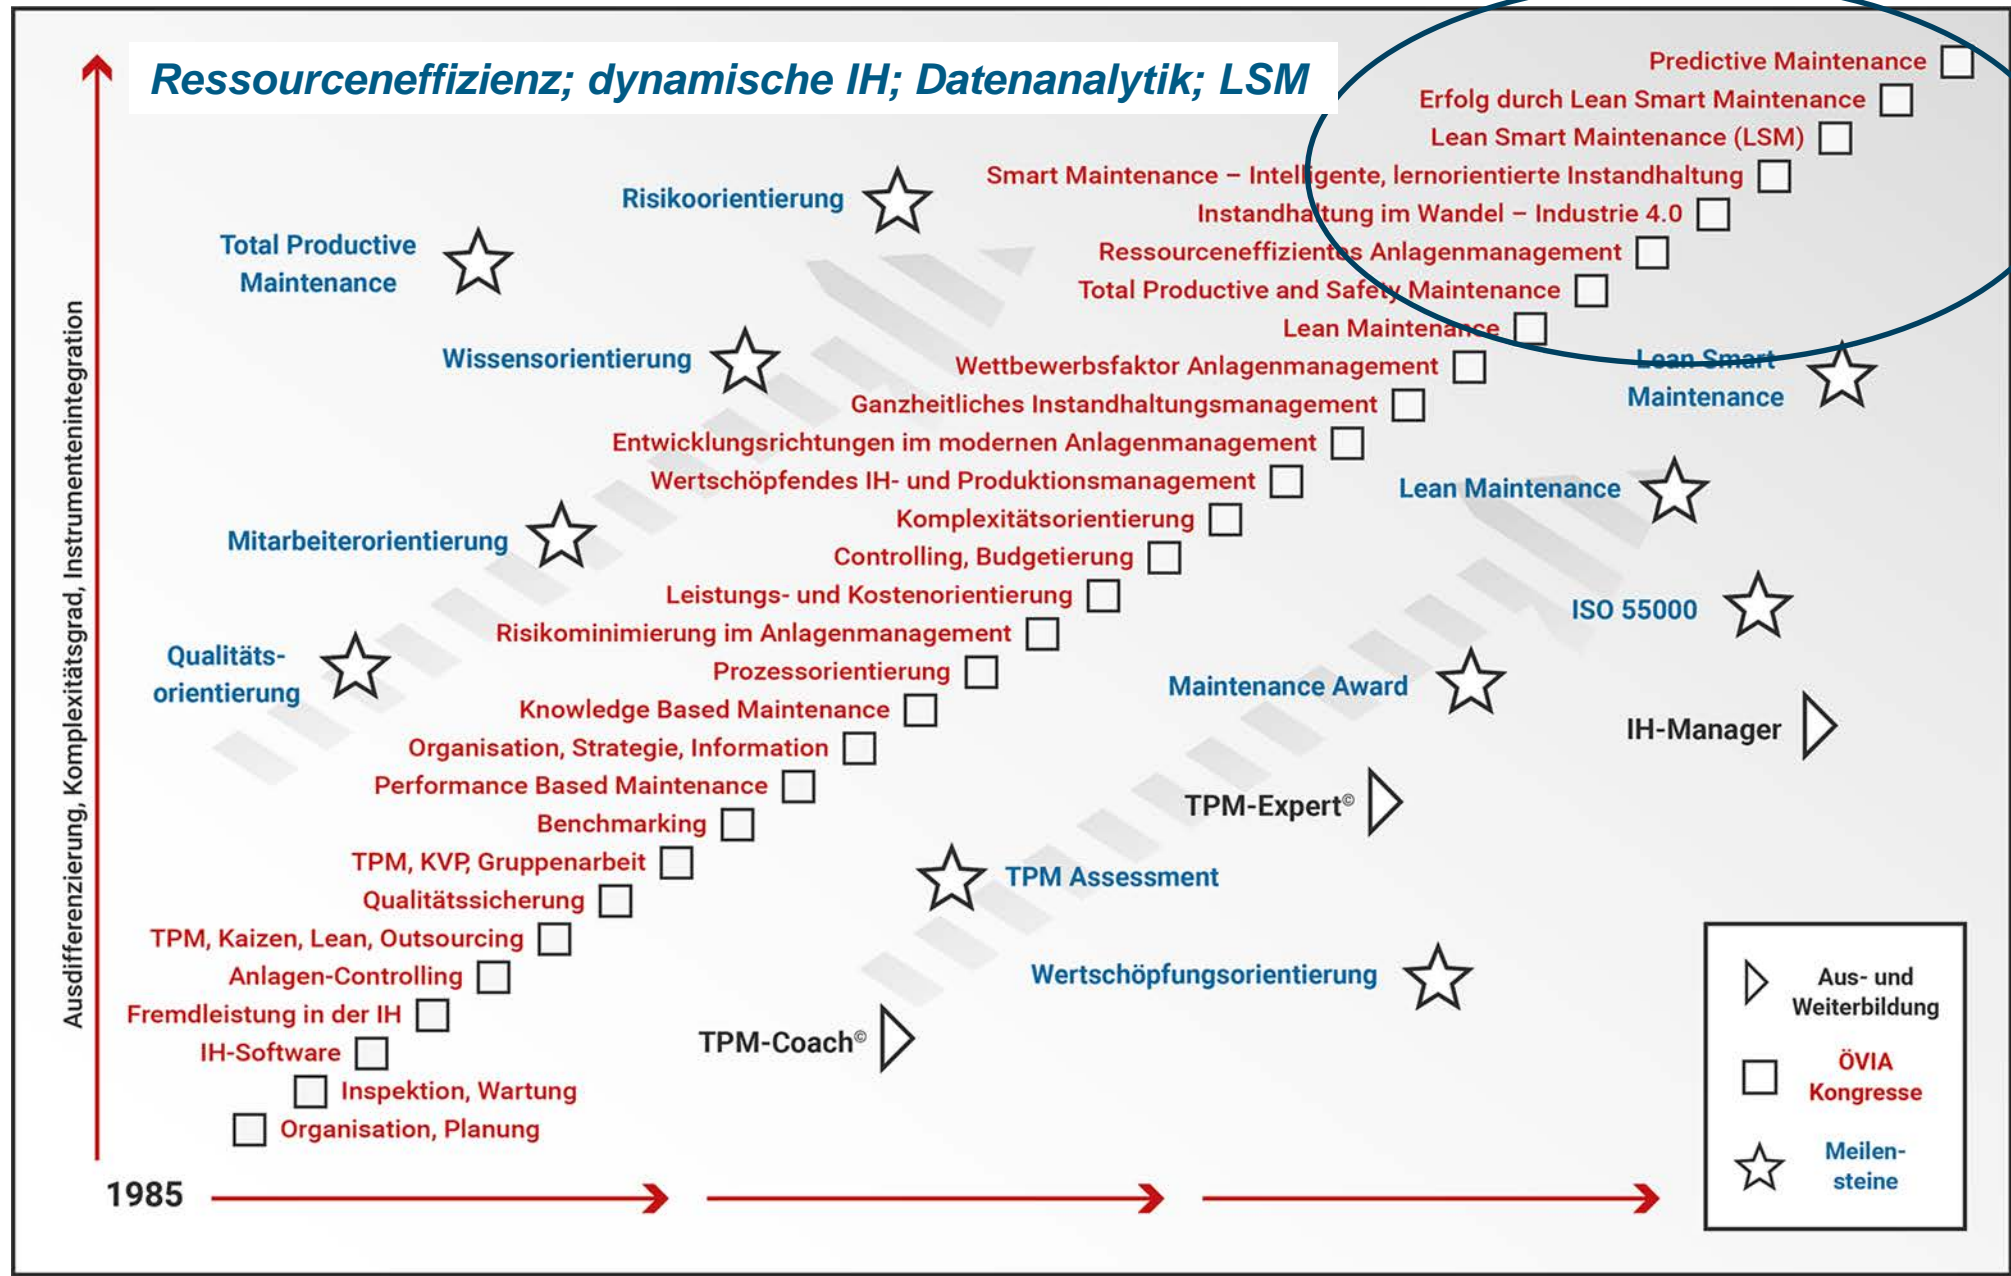 Ressourceneffizienz; dynamische IH; Datenanalytik; LSM
Ausdifferenzierung, Komplexitätsgrad, Instrumentenintegration
Predictive Maintenance
Erfolg durch Lean Smart Maintenance
Lean Smart Maintenance (LSM)
Smart Maintenance – Intelligente, lernorientierte Instandhaltung
Instandhaltung im Wandel – Industrie 4.0
Ressourceneffizientes Anlagenmanagement
Total Productive and Safety Maintenance
Lean Maintenance
Wettbewerbsfaktor Anlagenmanagement
Ganzheitliches Instandhaltungsmanagement
Entwicklungsrichtungen im modernen Anlagenmanagement
Wertschöpfendes IH- und Produktionsmanagement
Komplexitätsorientierung
Controlling, Budgetierung
Leistungs- und Kostenorientierung
Risikominimierung im Anlagenmanagement
Prozessorientierung
Knowledge Based Maintenance
Organisation, Strategie, Information
Performance Based Maintenance
Benchmarking
TPM, KVP, Gruppenarbeit
Qualitätssicherung
TPM, Kaizen, Lean, Outsourcing
Anlagen-Controlling
Fremdleistung in der IH
IH-Software
Inspektion, Wartung
Organisation, Planung
Risikoorientierung
Total Productive
Maintenance
Wissensorientierung
Mitarbeiterorientierung
Qualitäts-
orientierung
Lean Smart
Maintenance
Lean Maintenance
ISO 55000
Maintenance Award
IH-Manager
TPM-Expert©
TPM Assessment
Wertschöpfungsorientierung
TPM-Coach©
Aus- und
Weiterbildung
ÖVIA
Kongresse
Meilen-
steine
1985